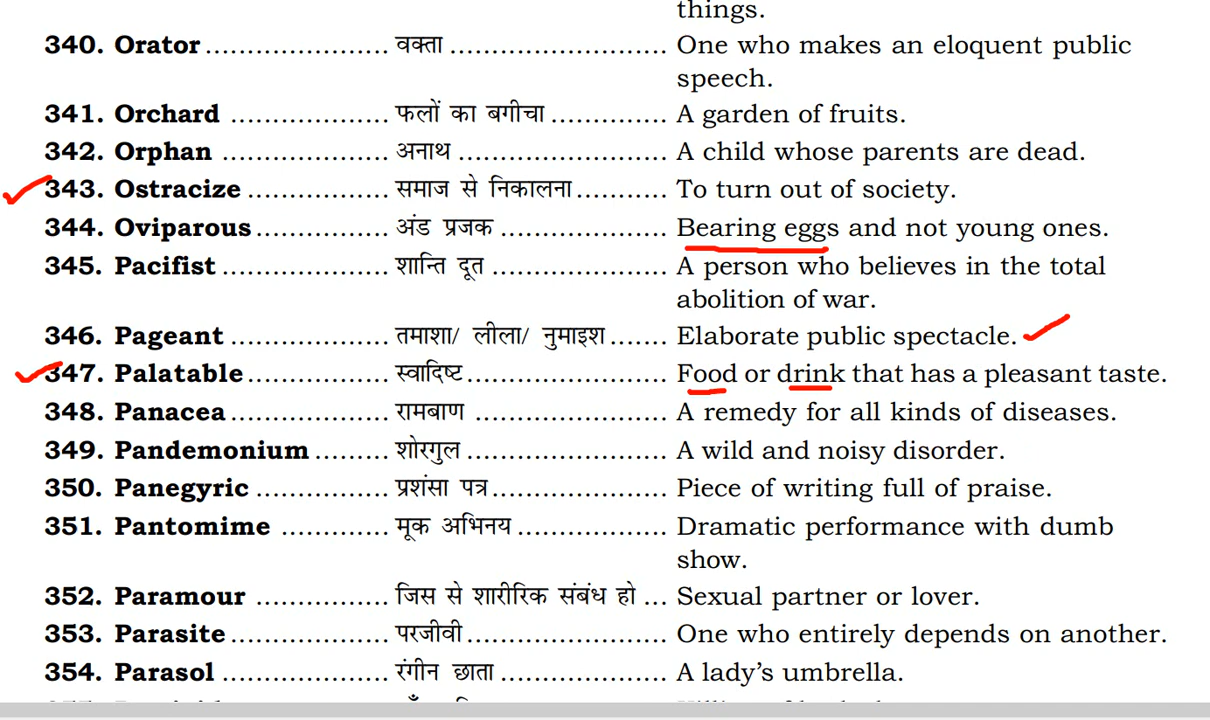 things.
340. Orator .................... वक्ता ............................ One who makes an eloquent public
speech.
341. Orchard .................. फलों का बगीचा .............. A garden of fruits.
342. Orphan ................... अनाथ ........................... A child whose parents are dead.
343. Ostracize ................ समाज से निकालना ........... To turn out of society.
344. Oviparous ............... अंड प्रजक ..................... Bearing eggs and not young ones.
345. Pacifist ................... शान्ति दूत ...................... A person who believes in the total
abolition of war.
346. Pageant .................. तमाशा/ लीला/ नुमाइश ....... Elaborate public spectacle.
347. Palatable ................ स्वादिष्ट ......................... Food or drink that has a pleasant taste.
348. Panacea .................. रामबाण ........................ A remedy for all kinds of diseases.
349. Pandemonium ......... शोरगुल ......................... A wild and noisy disorder.
350. Panegyric ............... प्रशंसा पत्र ..................... Piece of writing full of praise.
351. Pantomime ............ मूक अभिनय .................. Dramatic performance with dumb
show.
352. Paramour ............... जिस से शारीरिक संबंध हो ... Sexual partner or lover.
353. Parasite .................. परजीवी ......................... One who entirely depends on another.
354. Parasol ................... रंगीन छाता ..................... A lady’s umbrella.